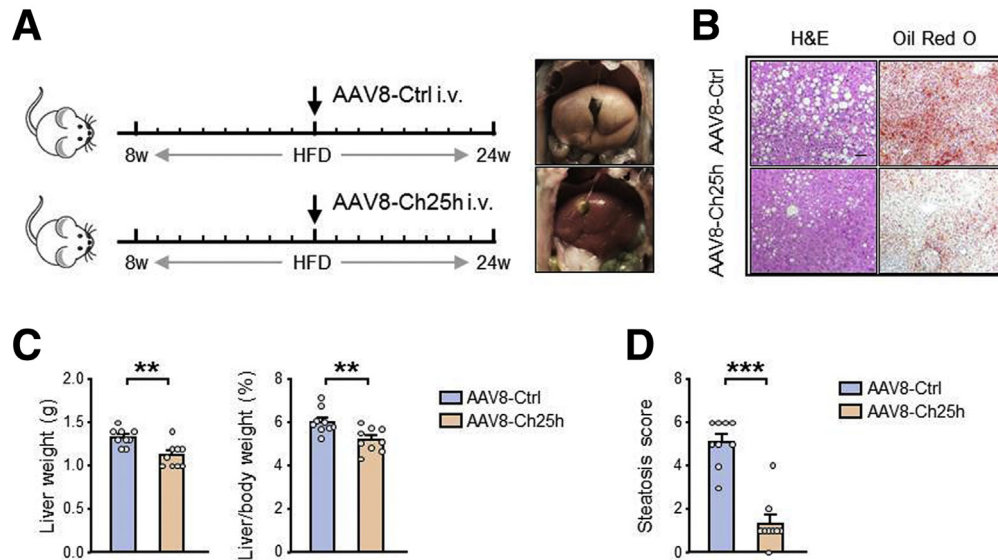 A
AAV8-Ctrl i.v.
8w HFD 24w
AAV8-Ch25h i.v.
8w HFD 24w
B
H&E Oil Red O
AAV8-Ctrl
AAV8-Ch25h
C
Liver weight (g)
2.0
1.5
1.0
0.5
0.0
**
Liver/body weight (%)
8
6
4
2
0
**
AAV8-Ctrl
AAV8-Ch25h
D
Steatosis score
8
6
4
2
0
***
AAV8-Ctrl
AAV8-Ch25h